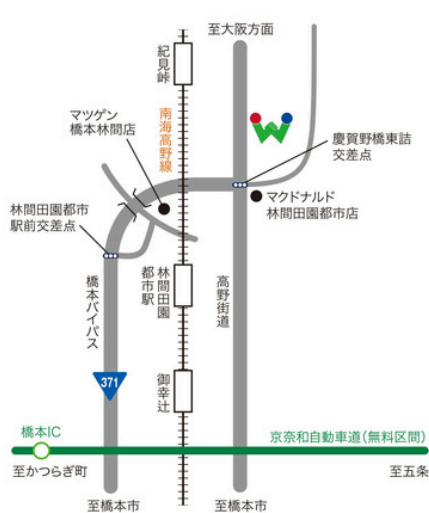 至大阪方面
紀見峠
マツゲン
橋本林間店
南海高野線
慶賀野橋東詰
交差点
マクドナルド
林間田園都市店
林間田園都市
駅前交差点
橋本バイパス
林間田園
都市駅
高野街道
371
御幸辻
橋本IC
京奈和自動車道(無料区間)
至かつらぎ町
至五条
至橋本市
至橋本市